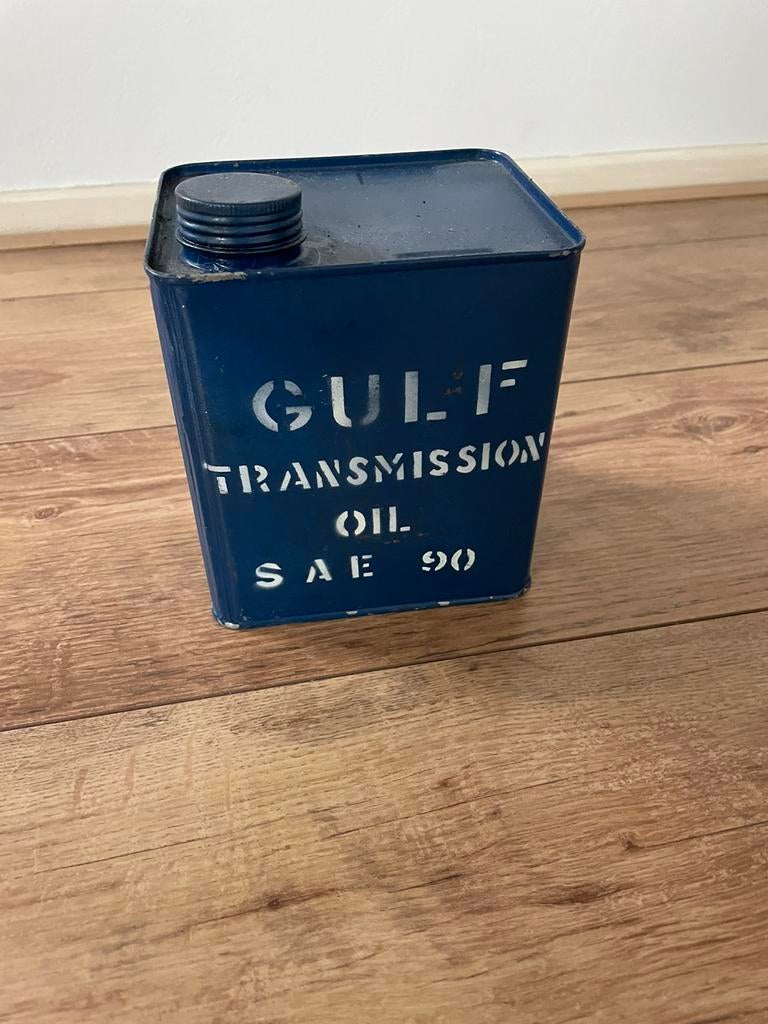 GULF
TRANSMISSION
OIL
SAE 90